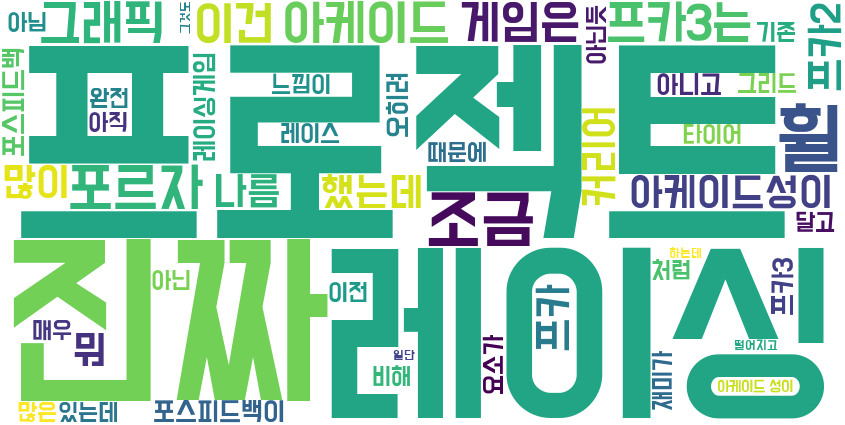 아님
그래픽
그것도
이건
아케이드
게임은
아닌듯
프카3는
기존
프카2
포스피드백
프로젝트
완전
아직
레이싱게임
느낌이
레이스
오히려
때문에
아니고
그리드
타이어
휠
많이
포르자
나름
했는데
조금
커리어
아케이드성이
달고
진짜
레이싱
아닌
이전
프카
하는데
처럼
프카3
매우
뭐
일단
비해
요소가
재미가
떨어지고
아케이드 성이
많은
있는데
포스피드백이